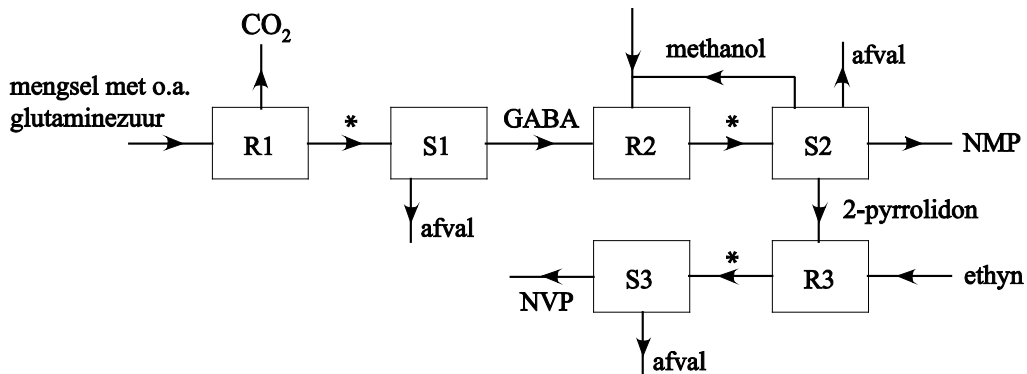 CO₂
methanol
afval
mengsel met o.a.
glutaminezuur
R1
*
S1
GABA
R2
*
S2
NMP
afval
2-pyrrolidon
S3
*
R3
ethyn
NVP
afval